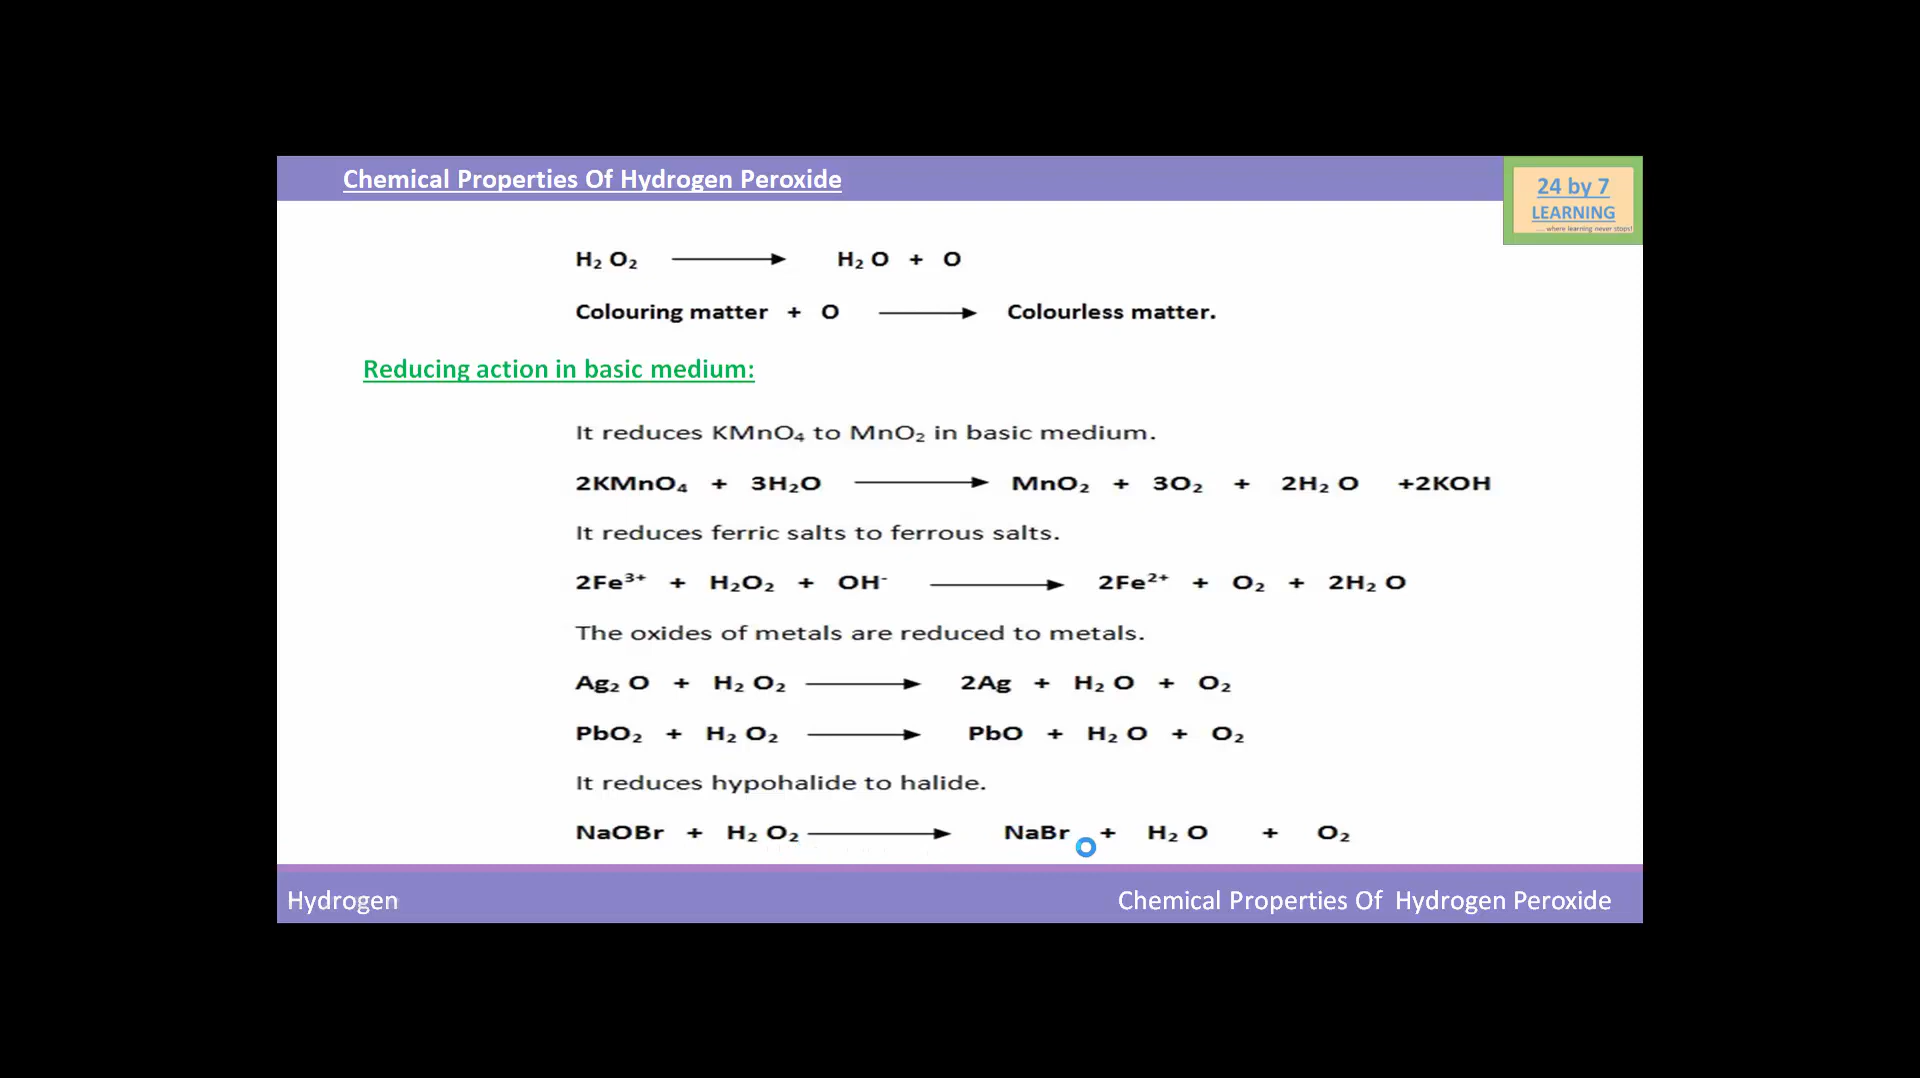 Chemical Properties Of Hydrogen Peroxide
24 by 7
LEARNING
.... where learning never stops!
H₂ O₂ ⟶ H₂ O + O
Colouring matter + O ⟶ Colourless matter.
Reducing action in basic medium:
It reduces KMnO₄ to MnO₂ in basic medium.
2KMnO₄ + 3H₂O ⟶ MnO₂ + 3O₂ + 2H₂ O +2KOH
It reduces ferric salts to ferrous salts.
2Fe³⁺ + H₂O₂ + OH⁻ ⟶ 2Fe²⁺ + O₂ + 2H₂ O
The oxides of metals are reduced to metals.
Ag₂ O + H₂ O₂ ⟶ 2Ag + H₂ O + O₂
PbO₂ + H₂ O₂ ⟶ PbO + H₂ O + O₂
It reduces hypohalide to halide.
NaOBr + H₂ O₂ ⟶ NaBr + H₂ O + O₂
Hydrogen
Chemical Properties Of Hydrogen Peroxide